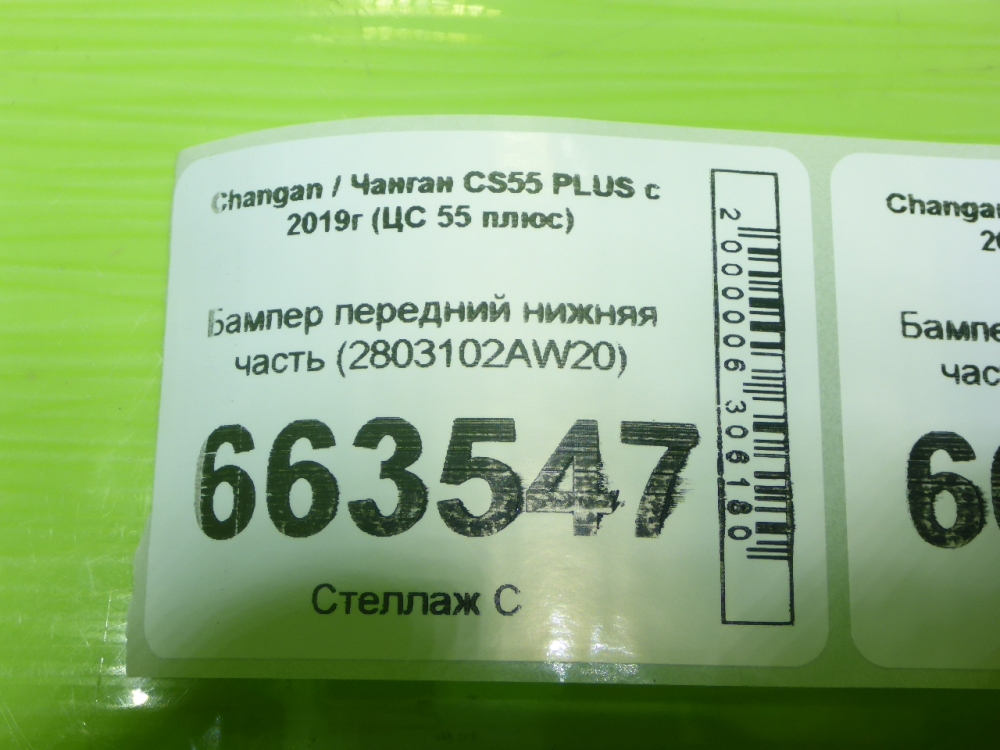 Changan / Чанган CS55 PLUS с
2019г (ЦС 55 плюс)
Бампер передний нижняя
часть (2803102AW20)
663547
Стеллаж С
2000006306180